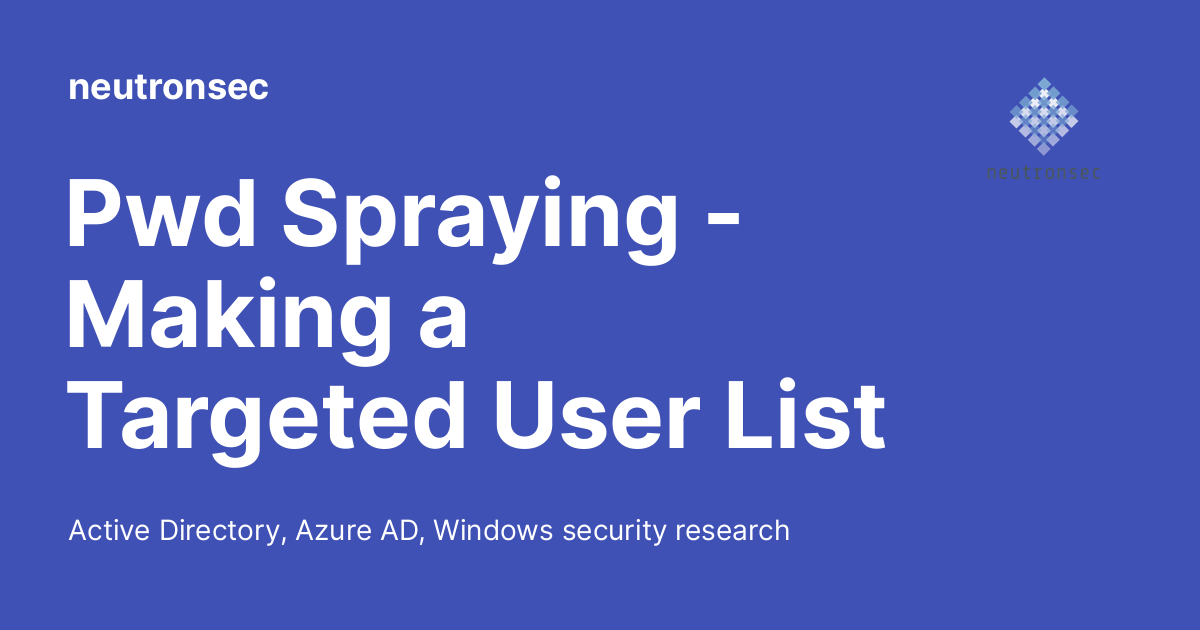 neutronsec
neutronsec
Pwd Spraying -
Making a
Targeted User List
Active Directory, Azure AD, Windows security research